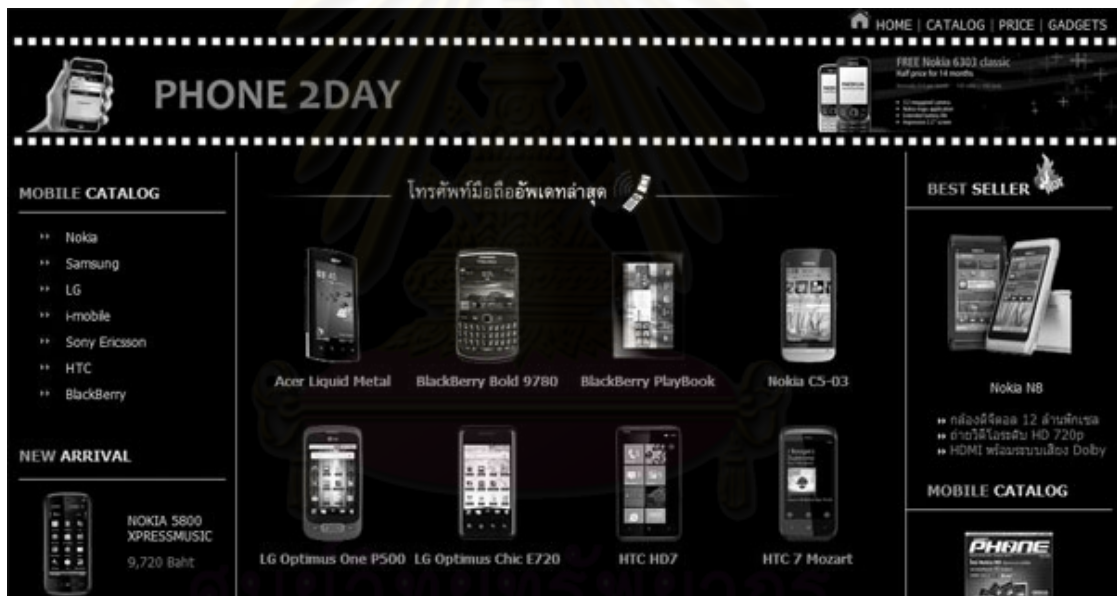 HOME | CATALOG | PRICE | GADGETS
PHONE 2DAY
FREE Nokia 6303 classic
Half price for 14 months
MOBILE CATALOG
Nokia
Samsung
LG
i-mobile
Sony Ericsson
HTC
BlackBerry
NEW ARRIVAL
NOKIA 5800
XPRESSMUSIC
9,720 Baht
โทรศัพท์มือถืออัพเดทล่าสุด
Acer Liquid Metal
BlackBerry Bold 9780
BlackBerry PlayBook
Nokia C5-03
LG Optimus One P500
LG Optimus Chic E720
HTC HD7
HTC 7 Mozart
BEST SELLER
Nokia N8
กล้องดิจิตอล 12 ล้านพิกเซล
ถ่ายวิดีโอระดับ HD 720p
HDMI พร้อมระบบเสียง Dolby
MOBILE CATALOG
PHONE